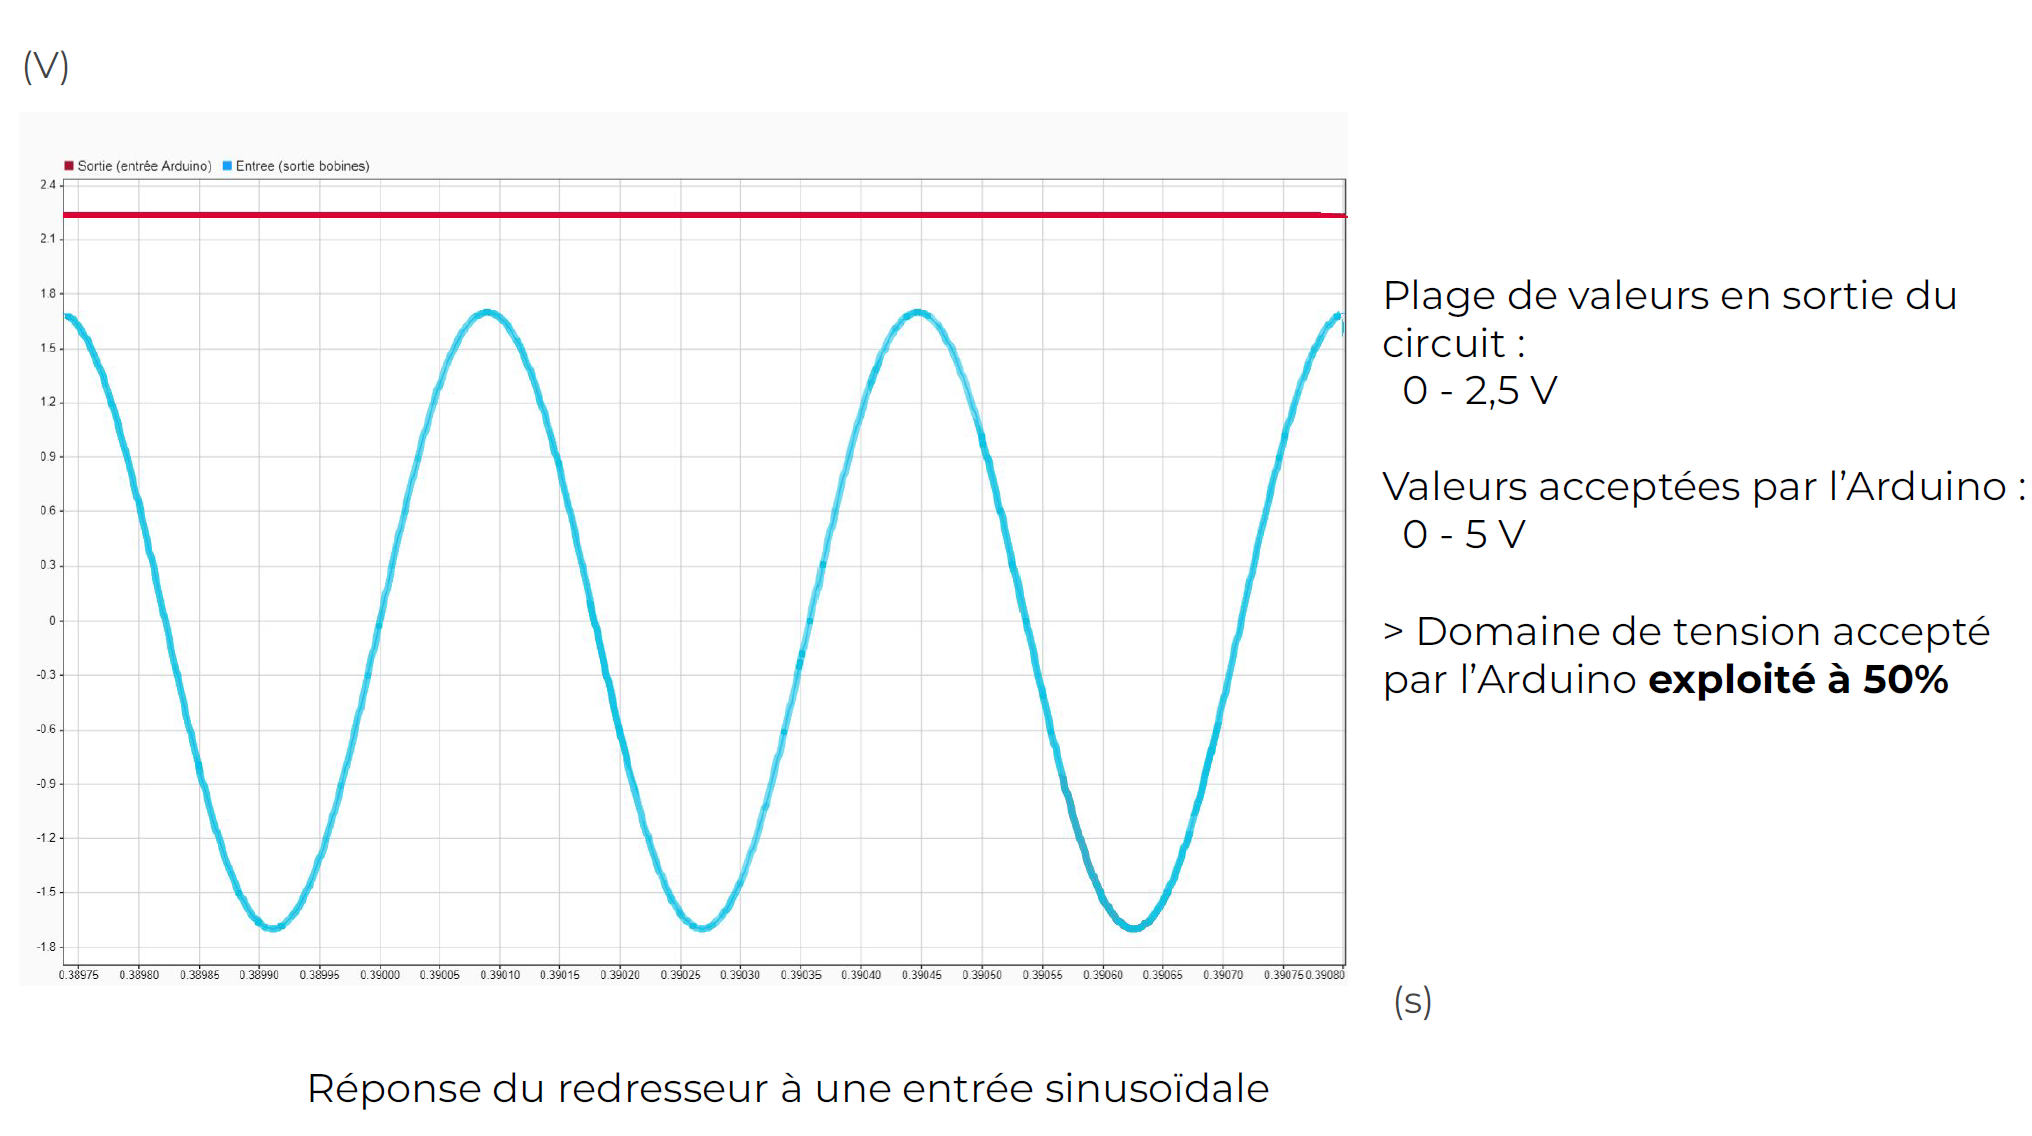 (V)
Sortie (entrée Arduino) Entree (sortie bobines)
2.4
2.1
1.8
1.5
1.2
0.9
0.6
0.3
0
-0.3
-0.6
-0.9
-1.2
-1.5
-1.8
0.38975 0.38980 0.38985 0.38990 0.38995 0.39000 0.39005 0.39010 0.39015 0.39020 0.39025 0.39030 0.39035 0.39040 0.39045 0.39050 0.39055 0.39060 0.39065 0.39070 0.39075 0.39080
(s)
Plage de valeurs en sortie du
circuit :
0 - 2,5 V
Valeurs acceptées par l’Arduino :
0 - 5 V
> Domaine de tension accepté
par l’Arduino exploité à 50%
Réponse du redresseur à une entrée sinusoïdale